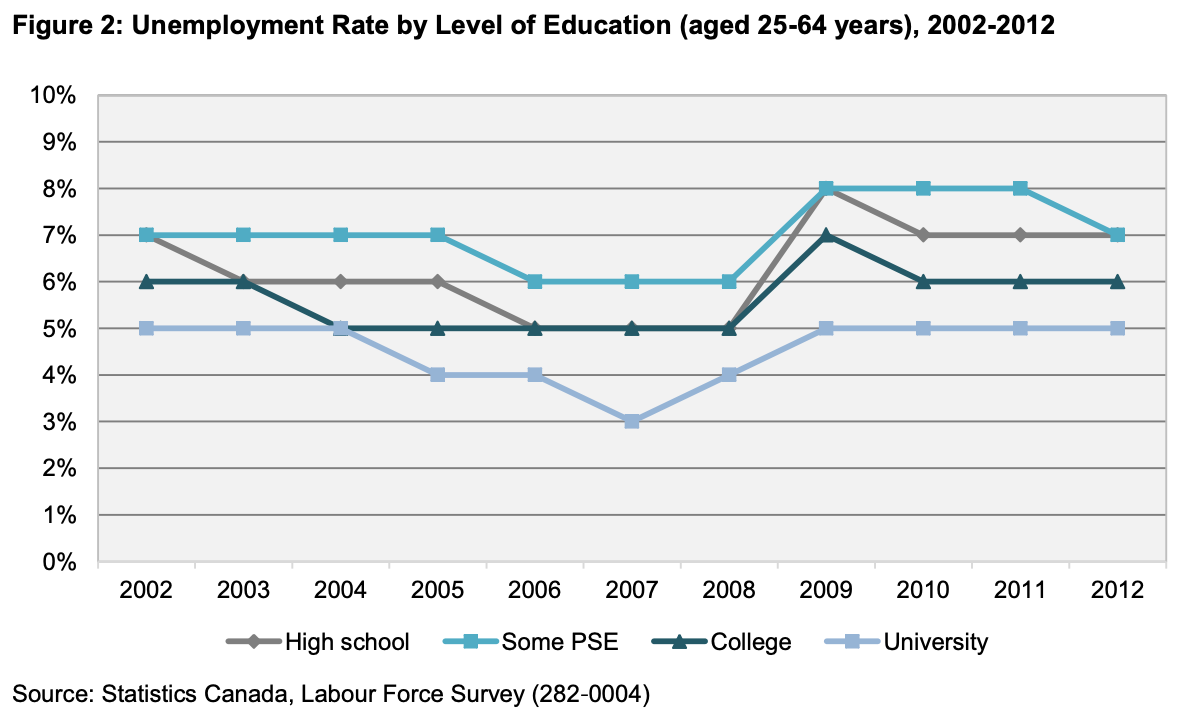 Figure 2: Unemployment Rate by Level of Education (aged 25-64 years), 2002-2012
10%
9%
8%
7%
6%
5%
4%
3%
2%
1%
0%
2002 2003 2004 2005 2006 2007 2008 2009 2010 2011 2012
High school Some PSE College University
Source: Statistics Canada, Labour Force Survey (282-0004)